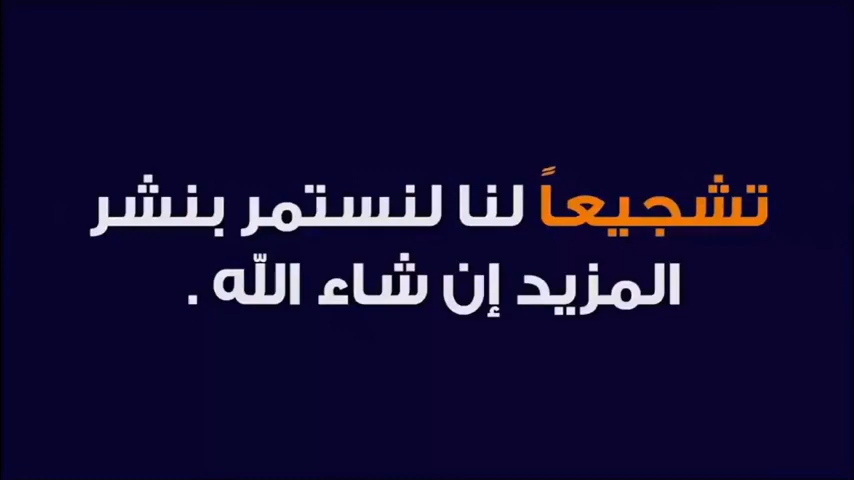 تشجيعاً لنا لنستمر بنشر
المزيد إن شاء الله .